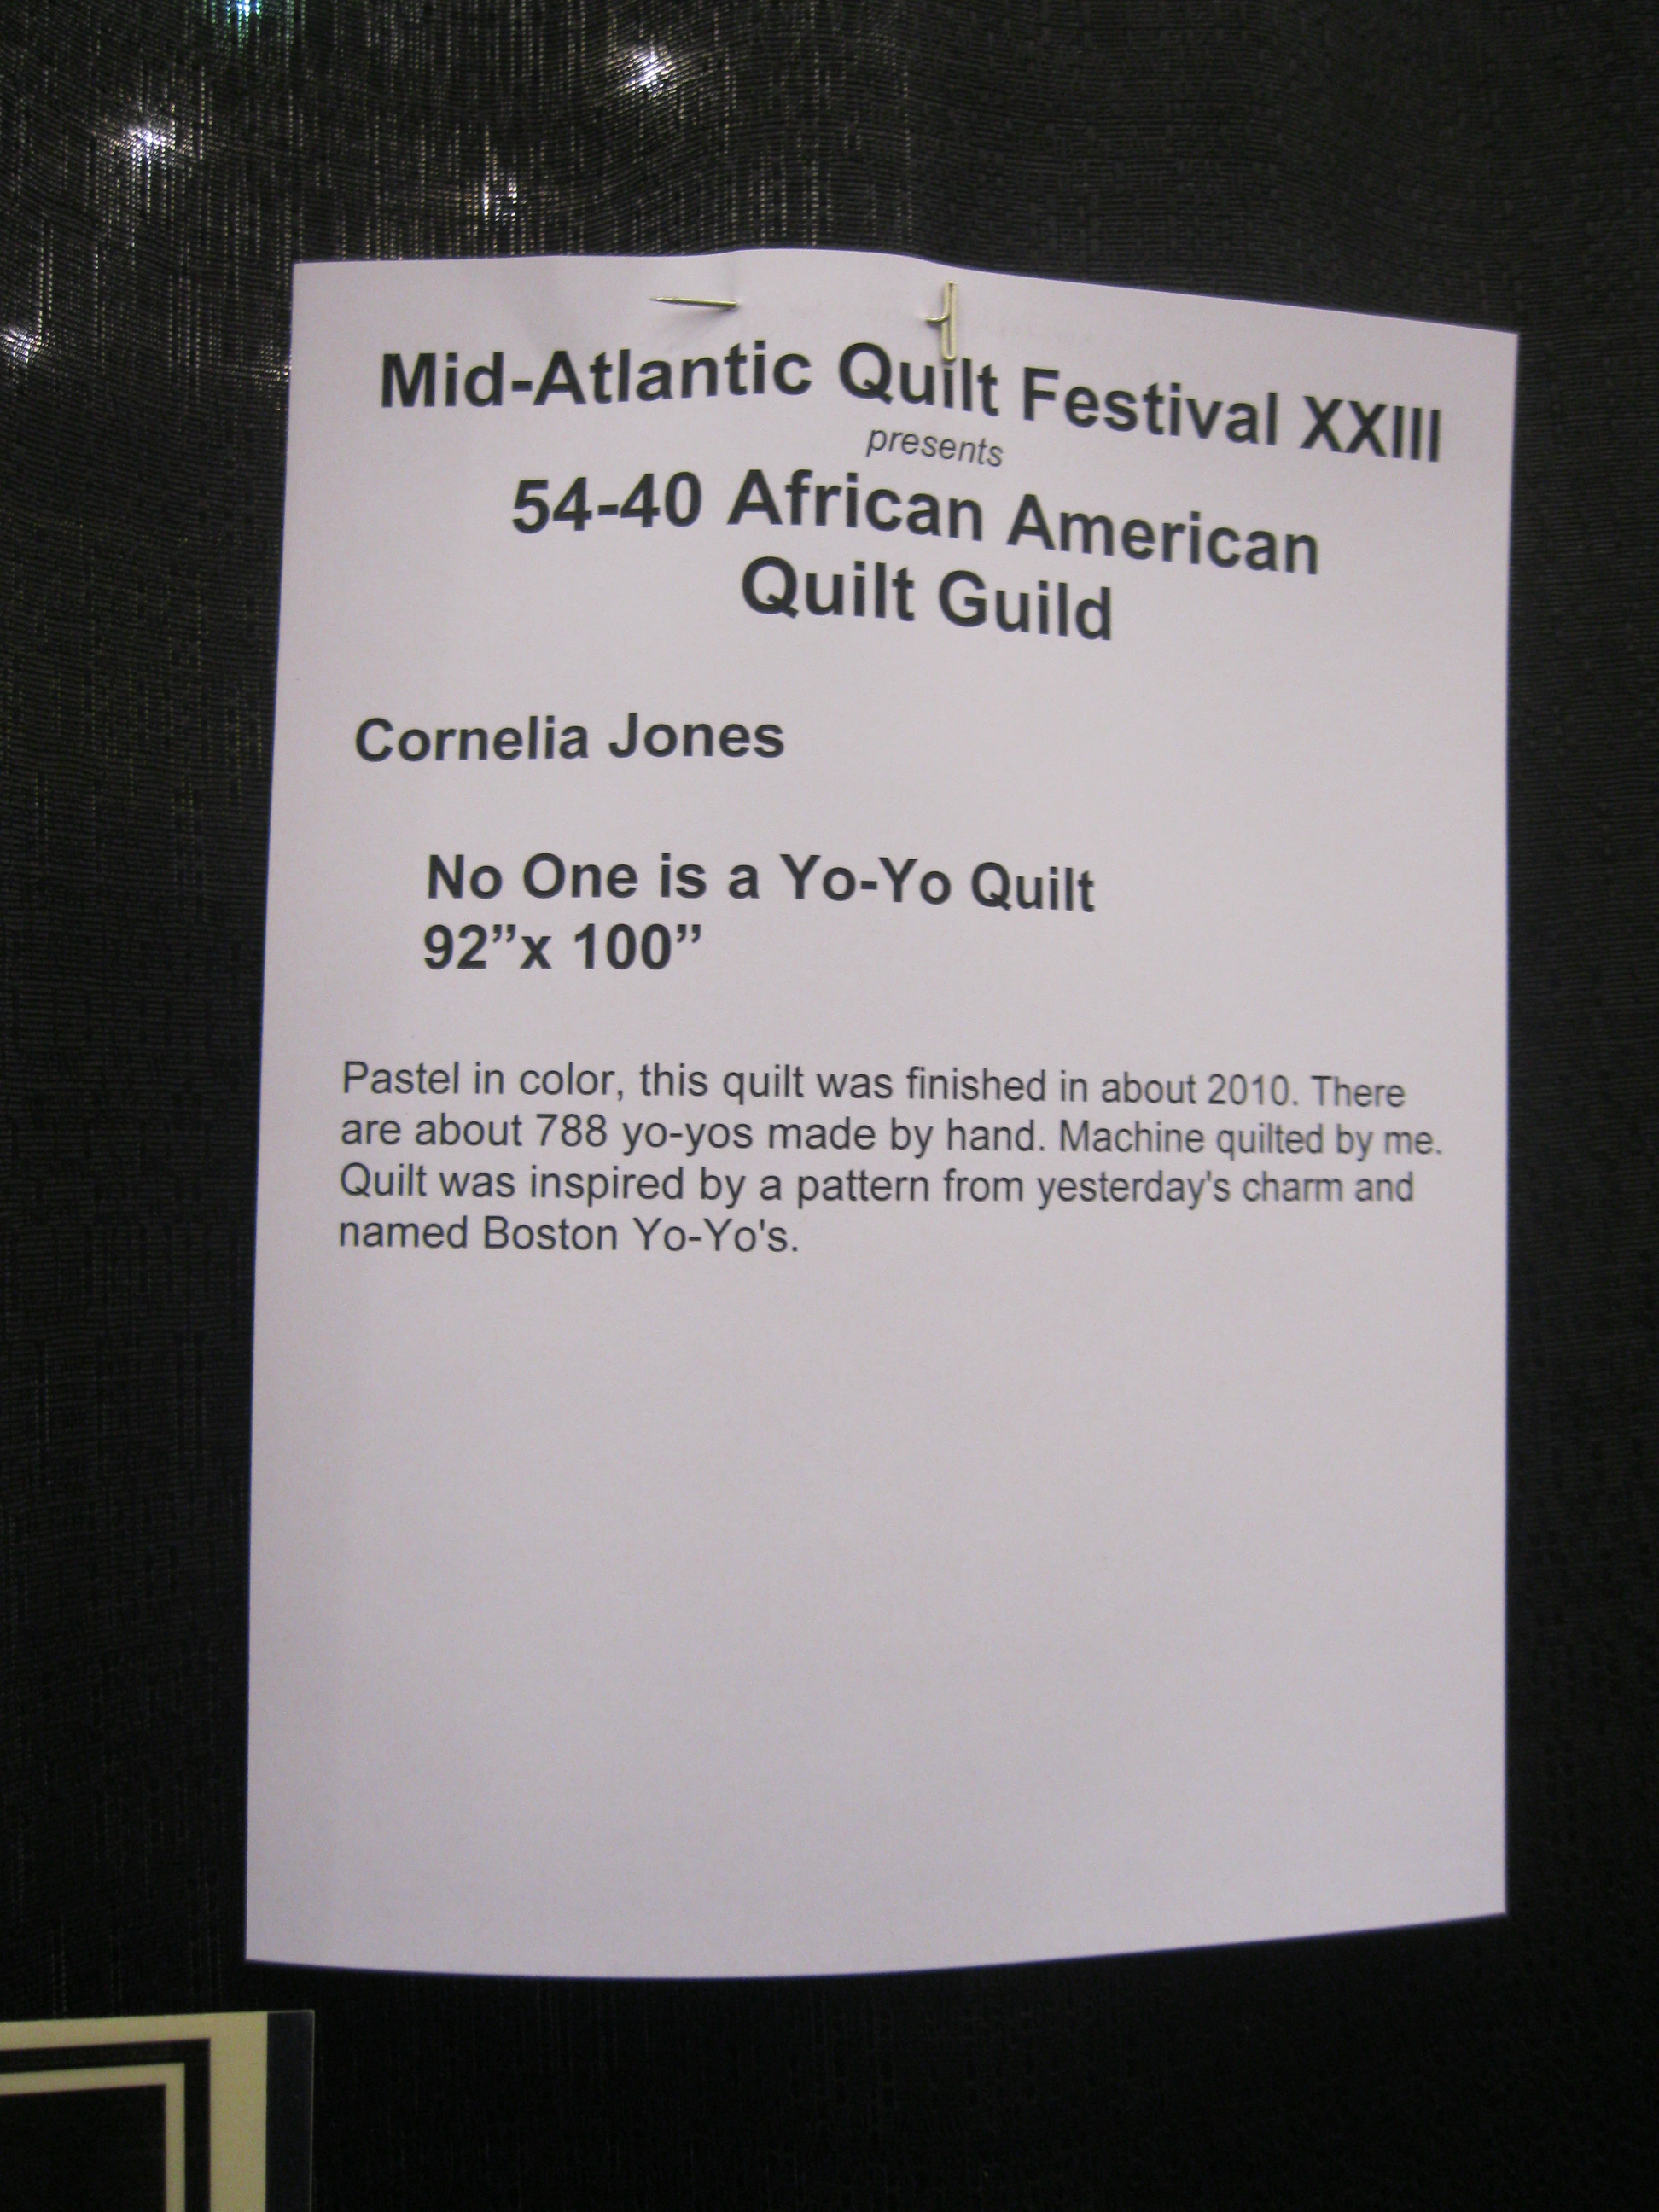 Mid-Atlantic Quilt Festival XXIII
presents
54-40 African American
Quilt Guild
Cornelia Jones
No One is a Yo-Yo Quilt
92”x 100”
Pastel in color, this quilt was finished in about 2010. There
are about 788 yo-yos made by hand. Machine quilted by me.
Quilt was inspired by a pattern from yesterday's charm and
named Boston Yo-Yo's.